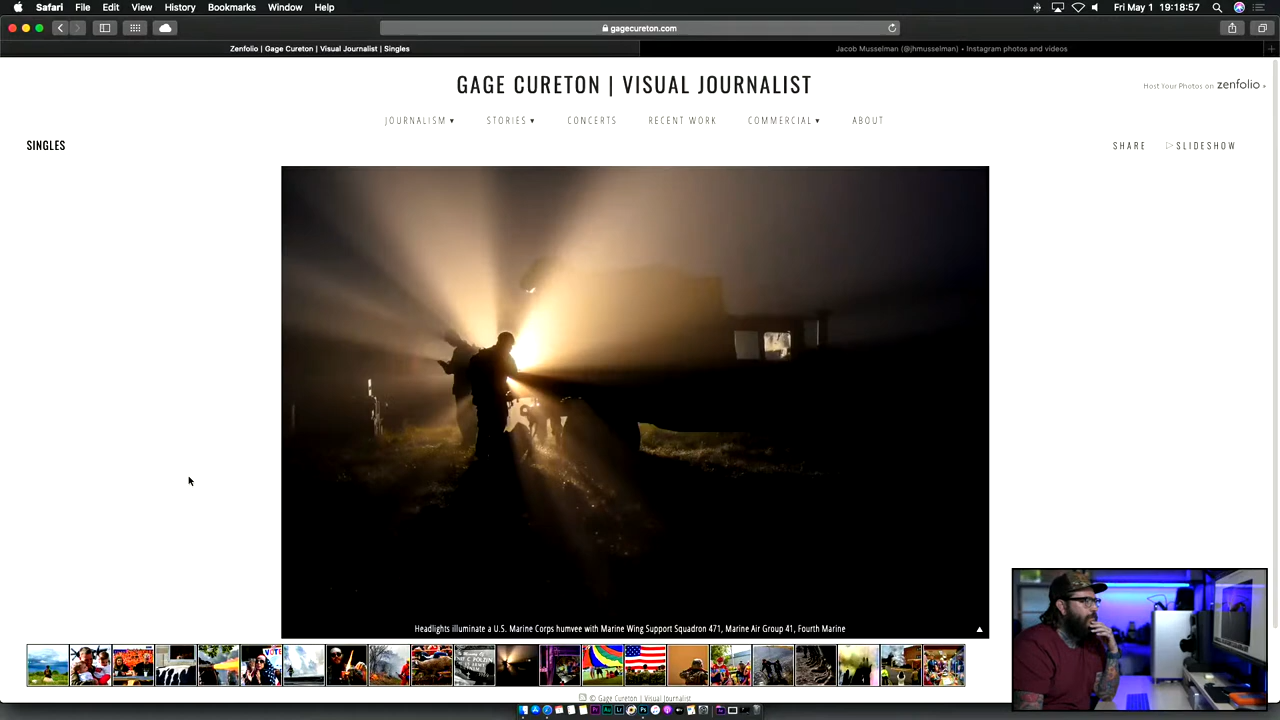 Safari File Edit View History Bookmarks Window Help Fri May 1 19:18:57
gagecureton.com
Zenfolio | Gage Cureton | Visual Journalist | Singles Jacob Musselman (@jhmusselman) • Instagram photos and videos
GAGE CURETON | VISUAL JOURNALIST
Host Your Photos on zenfolio »
JOURNALISM ▾ STORIES ▾ CONCERTS RECENT WORK COMMERCIAL ▾ ABOUT
SINGLES SHARE SLIDESHOW
Headlights illuminate a U.S. Marine Corps humvee with Marine Wing Support Squadron 471, Marine Air Group 41, Fourth Marine
© Gage Cureton | Visual Journalist